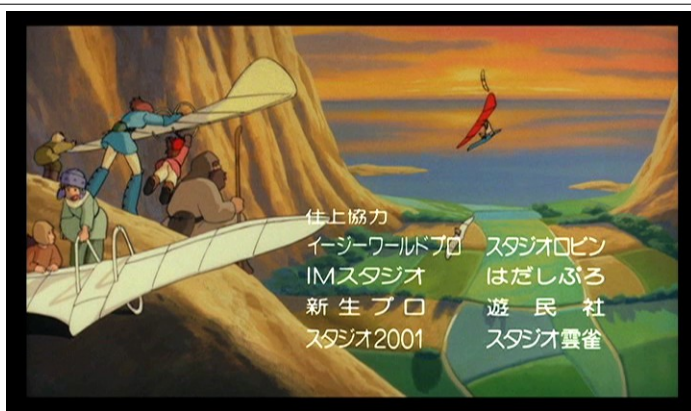 仕上協力
イージーワールドプロ スタジオロビン
IMスタジオ はだしぷろ
新生プロ 遊民社
スタジオ2001 スタジオ雲雀